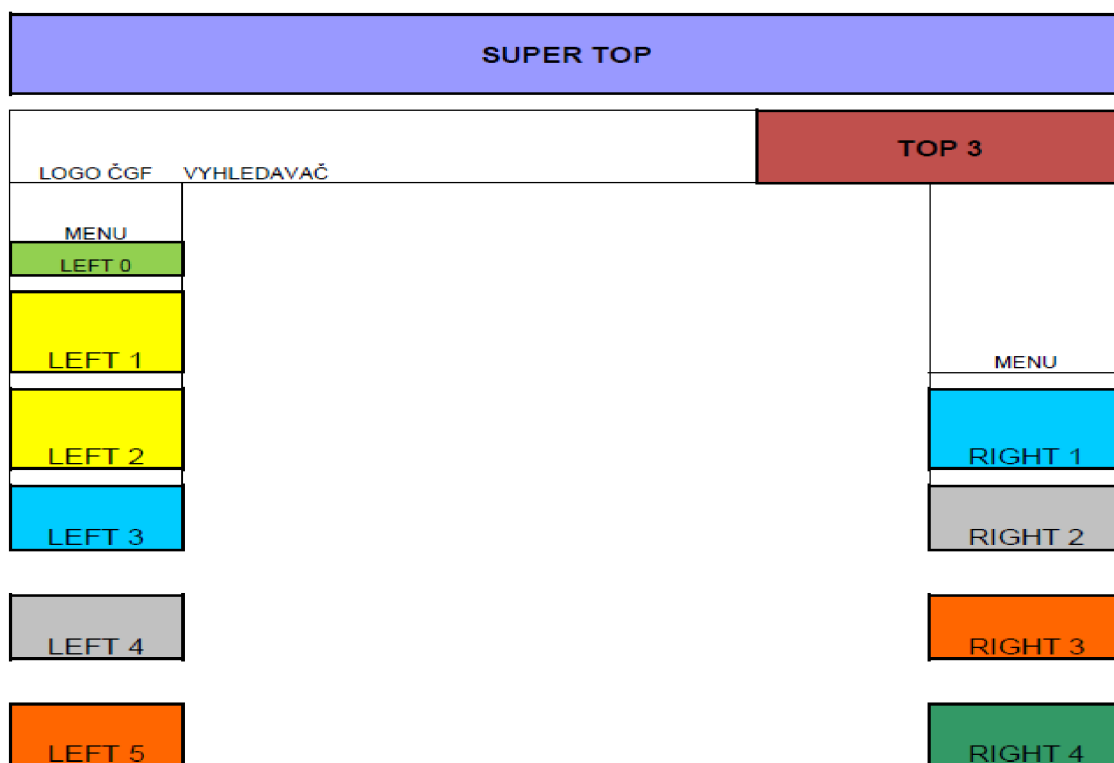 SUPER TOP
TOP 3
LOGO ČGF VYHLEDAVAČ
MENU
LEFT 0
LEFT 1
MENU
LEFT 2
RIGHT 1
LEFT 3
RIGHT 2
LEFT 4
RIGHT 3
LEFT 5
RIGHT 4